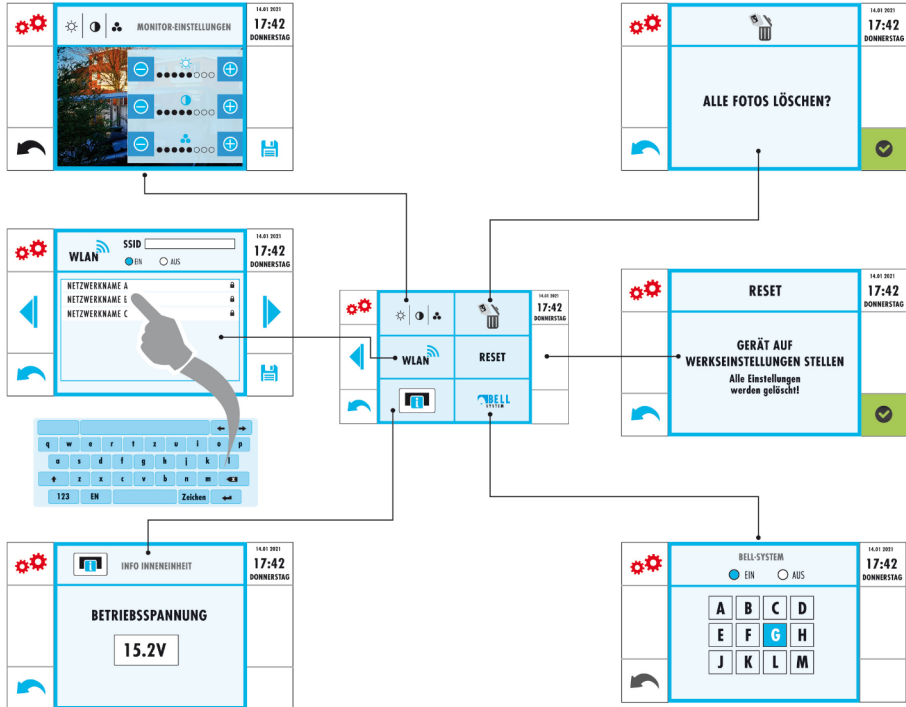 MONITOR-EINSTELLUNGEN
14.01 2021
17:42
DONNERSTAG
14.01 2021
17:42
DONNERSTAG
ALLE FOTOS LÖSCHEN?
WLAN
SSID
EIN AUS
14.01 2021
17:42
DONNERSTAG
NETZWERKNAME A
NETZWERKNAME B
NETZWERKNAME C
q w e r t z u i o p
a s d f g h j k l
z x c v b n m
123 EN Zeichen
14.01 2021
17:42
DONNERSTAG
WLAN
RESET
BELL
SYSTEM
RESET
14.01 2021
17:42
DONNERSTAG
GERÄT AUF
WERKSEINSTELLUNGEN STELLEN
Alle Einstellungen
werden gelöscht!
INFO INNENEINHEIT
14.01 2021
17:42
DONNERSTAG
BETRIEBSSPANNUNG
15.2V
BELL-SYSTEM
EIN AUS
14.01 2021
17:42
DONNERSTAG
A B C D
E F G H
J K L M